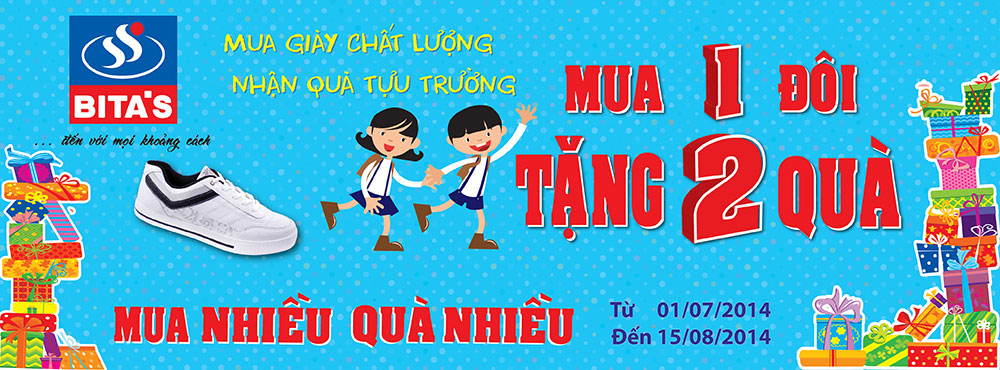 BITA'S
... đến với mọi khoảng cách
MUA GIÀY CHẤT LƯỢNG
NHẬN QUÀ TỰU TRƯỜNG
MUA 1 ĐÔI
TẶNG 2 QUÀ
MUA NHIỀU QUÀ NHIỀU
Từ 01/07/2014
Đến 15/08/2014